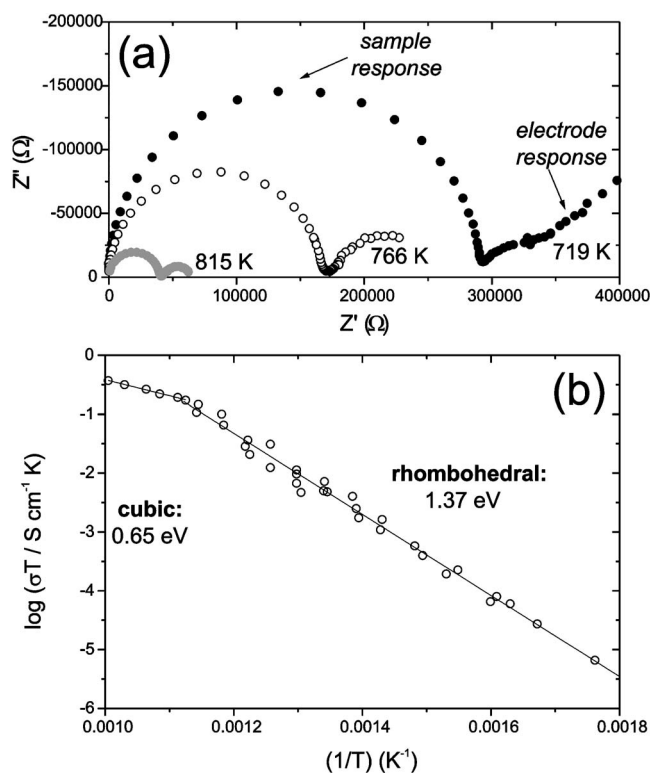 (a)
sample
response
electrode
response
815 K
766 K
719 K
-200000
-150000
-100000
-50000
0
Z'' (Ω)
0
100000
200000
300000
400000
Z' (Ω)
(b)
rhombohedral:
1.37 eV
cubic:
0.65 eV
0
-1
-2
-3
-4
-5
-6
log (σT / S cm⁻¹ K)
0.0010
0.0012
0.0014
0.0016
0.0018
(1/T) (K⁻¹)